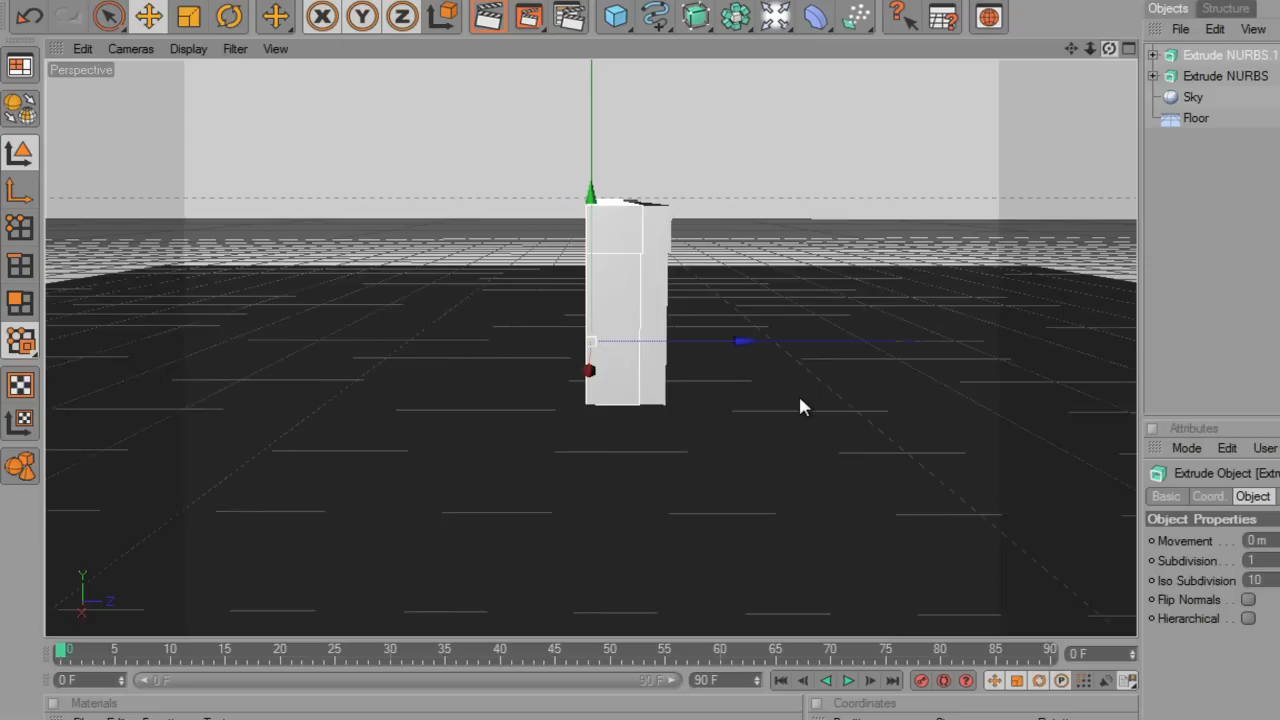 X Y Z
Objects Structure
Edit Cameras Display Filter View
File Edit View
Perspective
Extrude NURBS.1
Extrude NURBS
Sky
Floor
Attributes
Mode Edit User
Extrude Object [Extr
Basic Coord. Object
Object Properties
Movement . . . 0 m
Subdivision . . 1
Iso Subdivision 10
Flip Normals . .
Hierarchical . .
Y
Z
X
0 5 10 15 20 25 30 35 40 45 50 55 60 65 70 75 80 85 90 0 F
0 F 0 F 90 F 90 F
Materials Coordinates